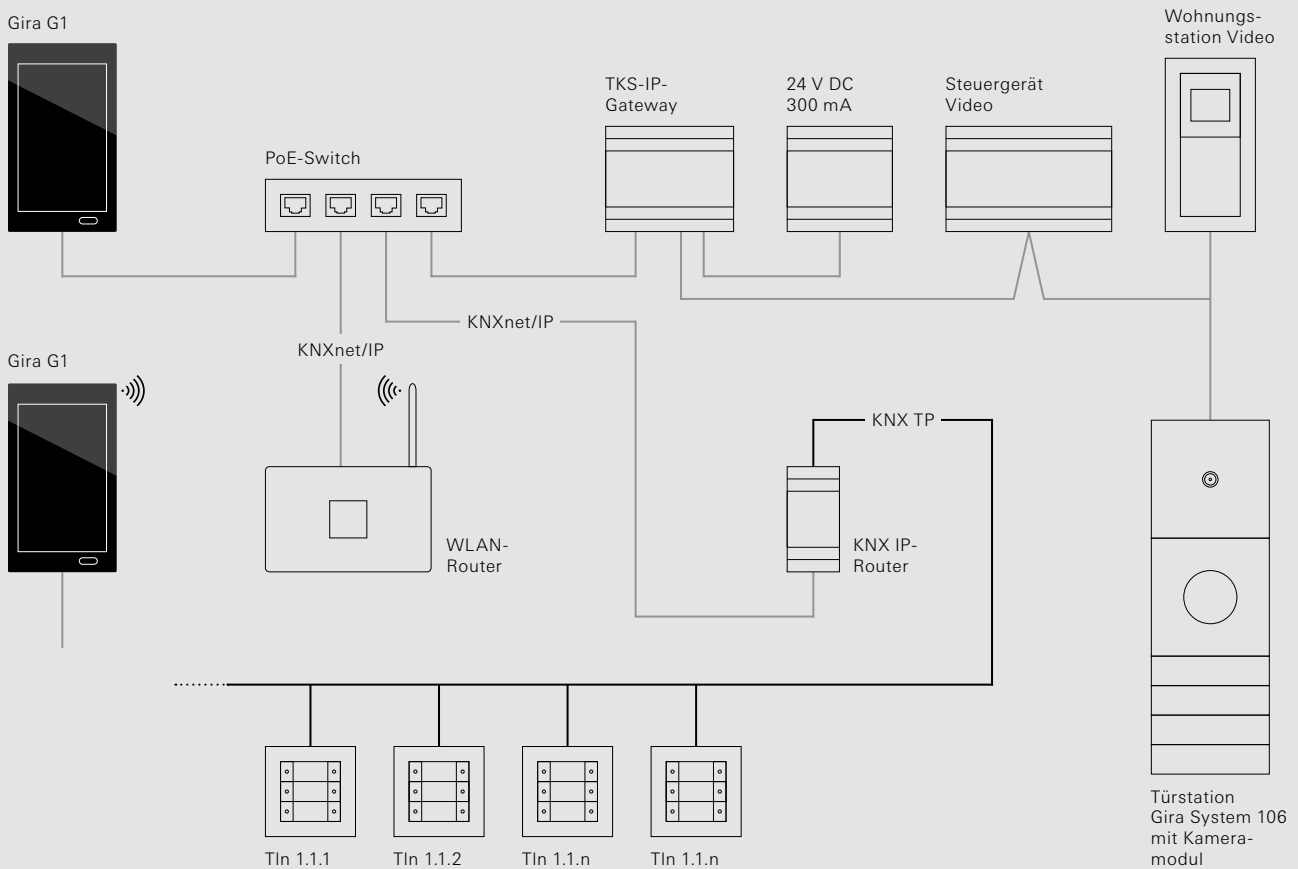 Gira G1
Wohnungs-
station Video
TKS-IP-
Gateway
24 V DC
300 mA
Steuergerät
Video
PoE-Switch
KNXnet/IP
KNXnet/IP
Gira G1
KNX TP
WLAN-
Router
KNX IP-
Router
Türstation
Gira System 106
mit Kamera-
modul
Tln 1.1.1
Tln 1.1.2
Tln 1.1.n
Tln 1.1.n